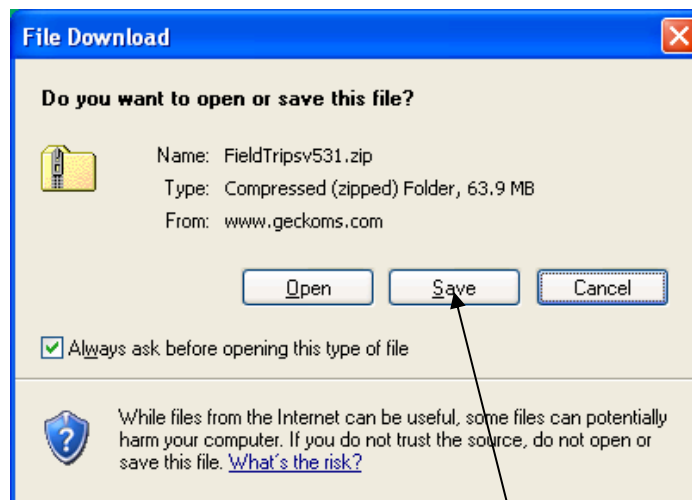 File Download
Do you want to open or save this file?
Name: FieldTripsv531.zip
Type: Compressed (zipped) Folder, 63.9 MB
From: www.geckoms.com
Open Save Cancel
Always ask before opening this type of file
While files from the Internet can be useful, some files can potentially
harm your computer. If you do not trust the source, do not open or
save this file. What's the risk?